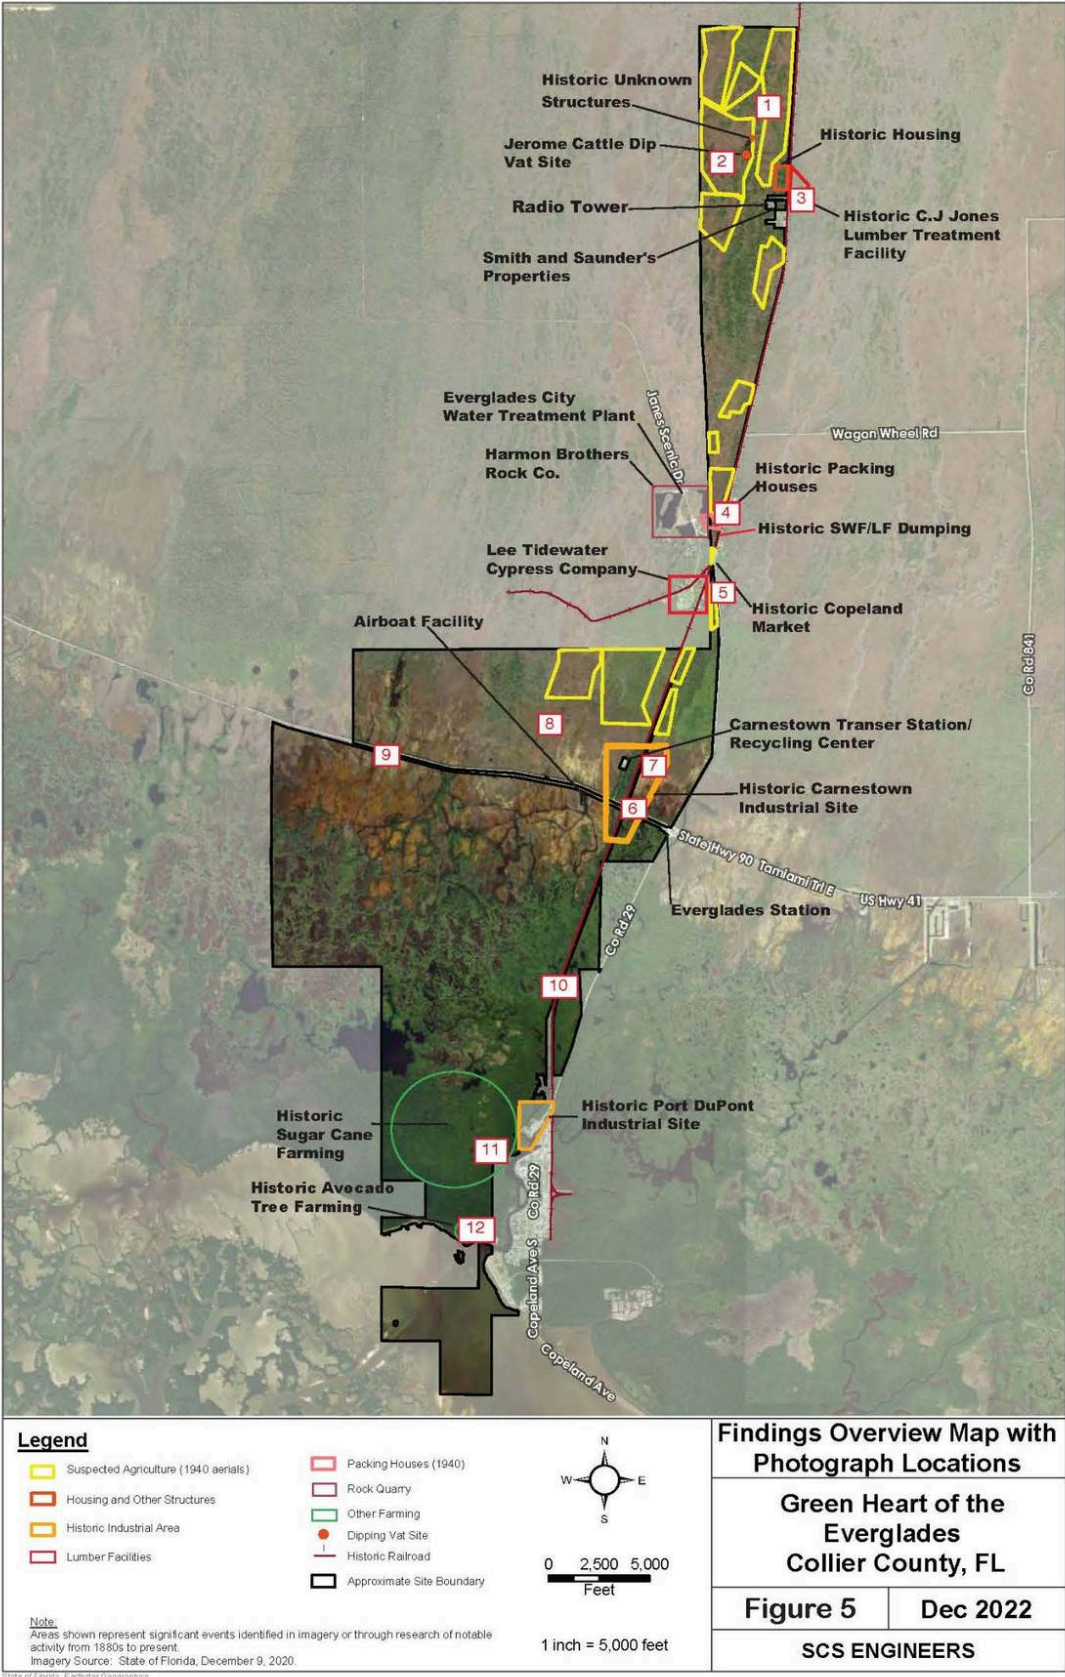 Historic Unknown
Structures
1
Historic Housing
Jerome Cattle Dip
Vat Site
2
3
Radio Tower
Historic C.J Jones
Lumber Treatment
Facility
Smith and Saunder's
Properties
Everglades City
Water Treatment Plant
Janes Scenic Dr
Wagon Wheel Rd
Harmon Brothers
Rock Co.
Historic Packing
Houses
4
Historic SWF/LF Dumping
Lee Tidewater
Cypress Company
5
Historic Copeland
Market
Airboat Facility
Co Rd 841
8
Carnestown Transer Station/
Recycling Center
9
7
Historic Carnestown
Industrial Site
6
State Hwy 90 Tamiami Trl E
US Hwy 41
Everglades Station
Co Rd 29
10
Historic
Sugar Cane
Farming
Historic Port DuPont
Industrial Site
11
Co Rd 29
Historic Avocado
Tree Farming
12
Copeland Ave S
Copeland Ave
Legend
Suspected Agriculture (1940 aerials)
Housing and Other Structures
Historic Industrial Area
Lumber Facilities
Packing Houses (1940)
Rock Quarry
Other Farming
Dipping Vat Site
Historic Railroad
Approximate Site Boundary
N
W
E
S
0 2,500 5,000
Feet
1 inch = 5,000 feet
Note:
Areas shown represent significant events identified in imagery or through research of notable
activity from 1880s to present.
Imagery Source: State of Florida, December 9, 2020.
State of Florida, Earthstar Geographics
Findings Overview Map with
Photograph Locations
Green Heart of the
Everglades
Collier County, FL
Figure 5
Dec 2022
SCS ENGINEERS